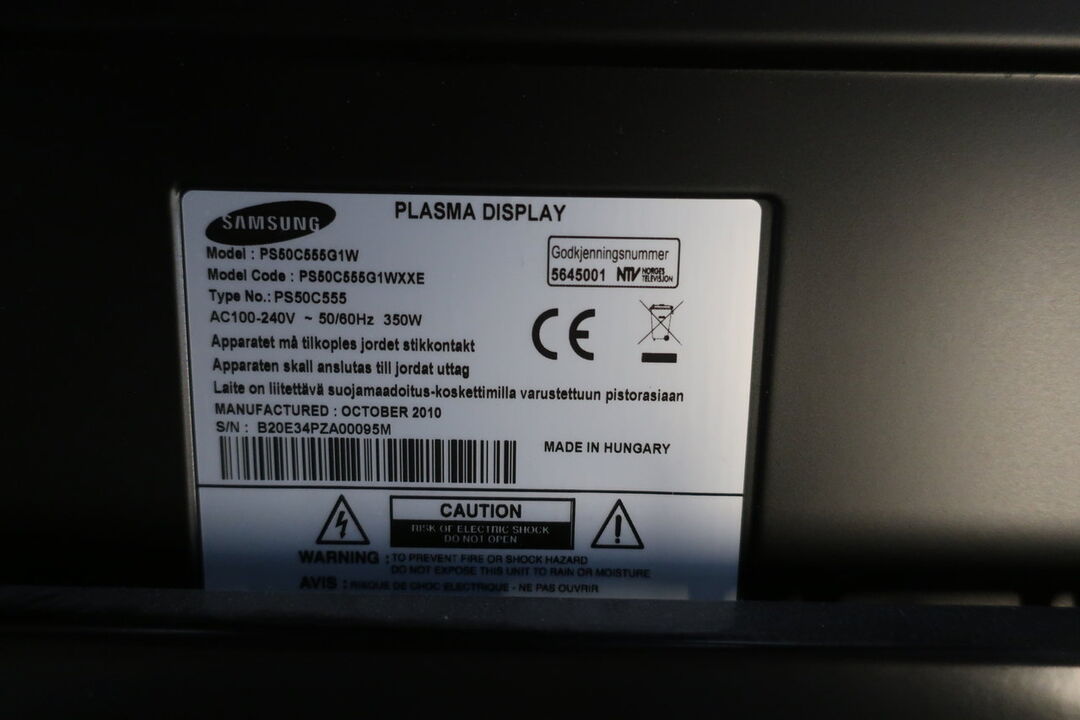 SAMSUNG
PLASMA DISPLAY
Model : PS50C555G1W
Model Code : PS50C555G1WXXE
Type No.: PS50C555
AC100-240V ~ 50/60Hz 350W
Godkjenningsnummer
5645001 NTV NORGES TELEVISJON
CE
Apparatet må tilkoples jordet stikkontakt
Apparaten skall anslutas till jordat uttag
Laite on liitettävä suojamaadoitus-koskettimilla varustettuun pistorasiaan
MANUFACTURED : OCTOBER 2010
S/N : B20E34PZA00095M
MADE IN HUNGARY
CAUTION
RISK OF ELECTRIC SHOCK
DO NOT OPEN
WARNING : TO PREVENT FIRE OR SHOCK HAZARD
DO NOT EXPOSE THIS UNIT TO RAIN OR MOISTURE
AVIS : RISQUE DE CHOC ELECTRIQUE - NE PAS OUVRIR